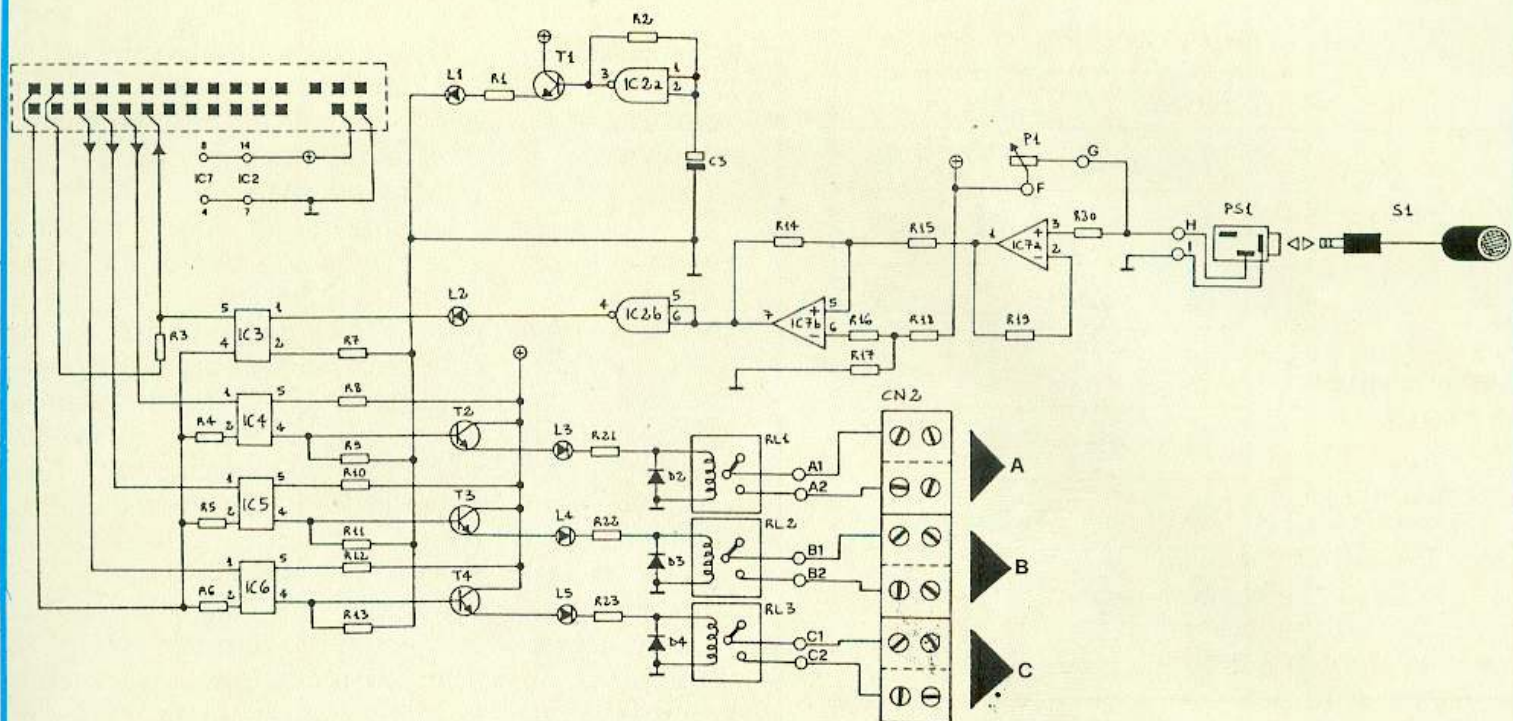 R2
T1
L1 R1 3 IC2a 1
2
C3
8 14
IC7 IC2
4 7
P1 G
F
R14 R15 1 IC7a + 3 R30
- 2
H
I
PS1 S1
R19
L2 4 IC2b 5
6
7 IC7b + 5
- 6 R16 R18
R17
R3 5 IC3 1
4 2 R7
1 IC4 5 R8
R4 2 4
R9
T2 L3 R21
D2 RL1 A1
A2
CN2
A
1 IC5 5 R10
R5 2 4
R11
T3 L4 R22
D3 RL2 B1
B2
B
1 IC6 5 R12
R6 2 4
R13
T4 L5 R23
D4 RL3 C1
C2
C